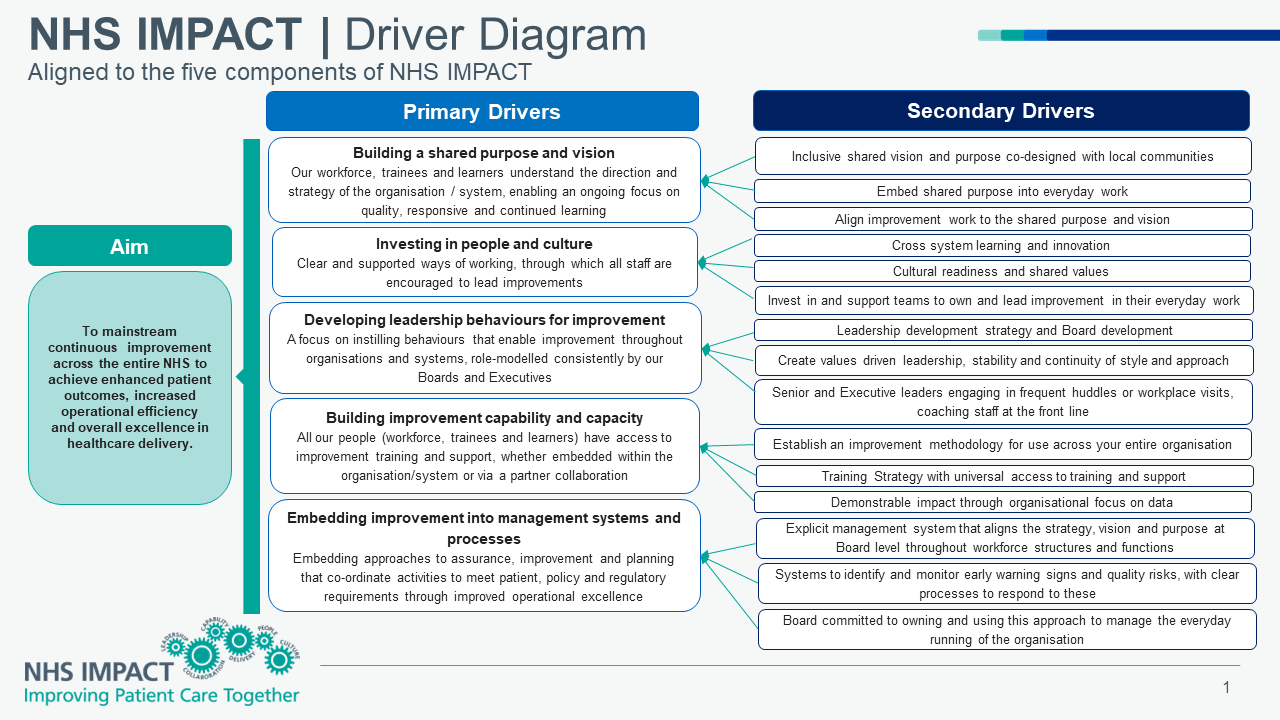 NHS IMPACT | Driver Diagram
Aligned to the five components of NHS IMPACT
Primary Drivers
Secondary Drivers
Aim
To mainstream
continuous improvement
across the entire NHS to
achieve enhanced patient
outcomes, increased
operational efficiency
and overall excellence in
healthcare delivery.
Building a shared purpose and vision
Our workforce, trainees and learners understand the direction and
strategy of the organisation / system, enabling an ongoing focus on
quality, responsive and continued learning
Inclusive shared vision and purpose co-designed with local communities
Embed shared purpose into everyday work
Align improvement work to the shared purpose and vision
Investing in people and culture
Clear and supported ways of working, through which all staff are
encouraged to lead improvements
Cross system learning and innovation
Cultural readiness and shared values
Invest in and support teams to own and lead improvement in their everyday work
Developing leadership behaviours for improvement
A focus on instilling behaviours that enable improvement throughout
organisations and systems, role-modelled consistently by our
Boards and Executives
Leadership development strategy and Board development
Create values driven leadership, stability and continuity of style and approach
Senior and Executive leaders engaging in frequent huddles or workplace visits,
coaching staff at the front line
Building improvement capability and capacity
All our people (workforce, trainees and learners) have access to
improvement training and support, whether embedded within the
organisation/system or via a partner collaboration
Establish an improvement methodology for use across your entire organisation
Training Strategy with universal access to training and support
Demonstrable impact through organisational focus on data
Embedding improvement into management systems and
processes
Embedding approaches to assurance, improvement and planning
that co-ordinate activities to meet patient, policy and regulatory
requirements through improved operational excellence
Explicit management system that aligns the strategy, vision and purpose at
Board level throughout workforce structures and functions
Systems to identify and monitor early warning signs and quality risks, with clear
processes to respond to these
Board committed to owning and using this approach to manage the everyday
running of the organisation
LEADERSHIP
CAPABILITY
PEOPLE
CULTURE
COLLABORATION
DELIVERY
NHS IMPACT
Improving Patient Care Together
1